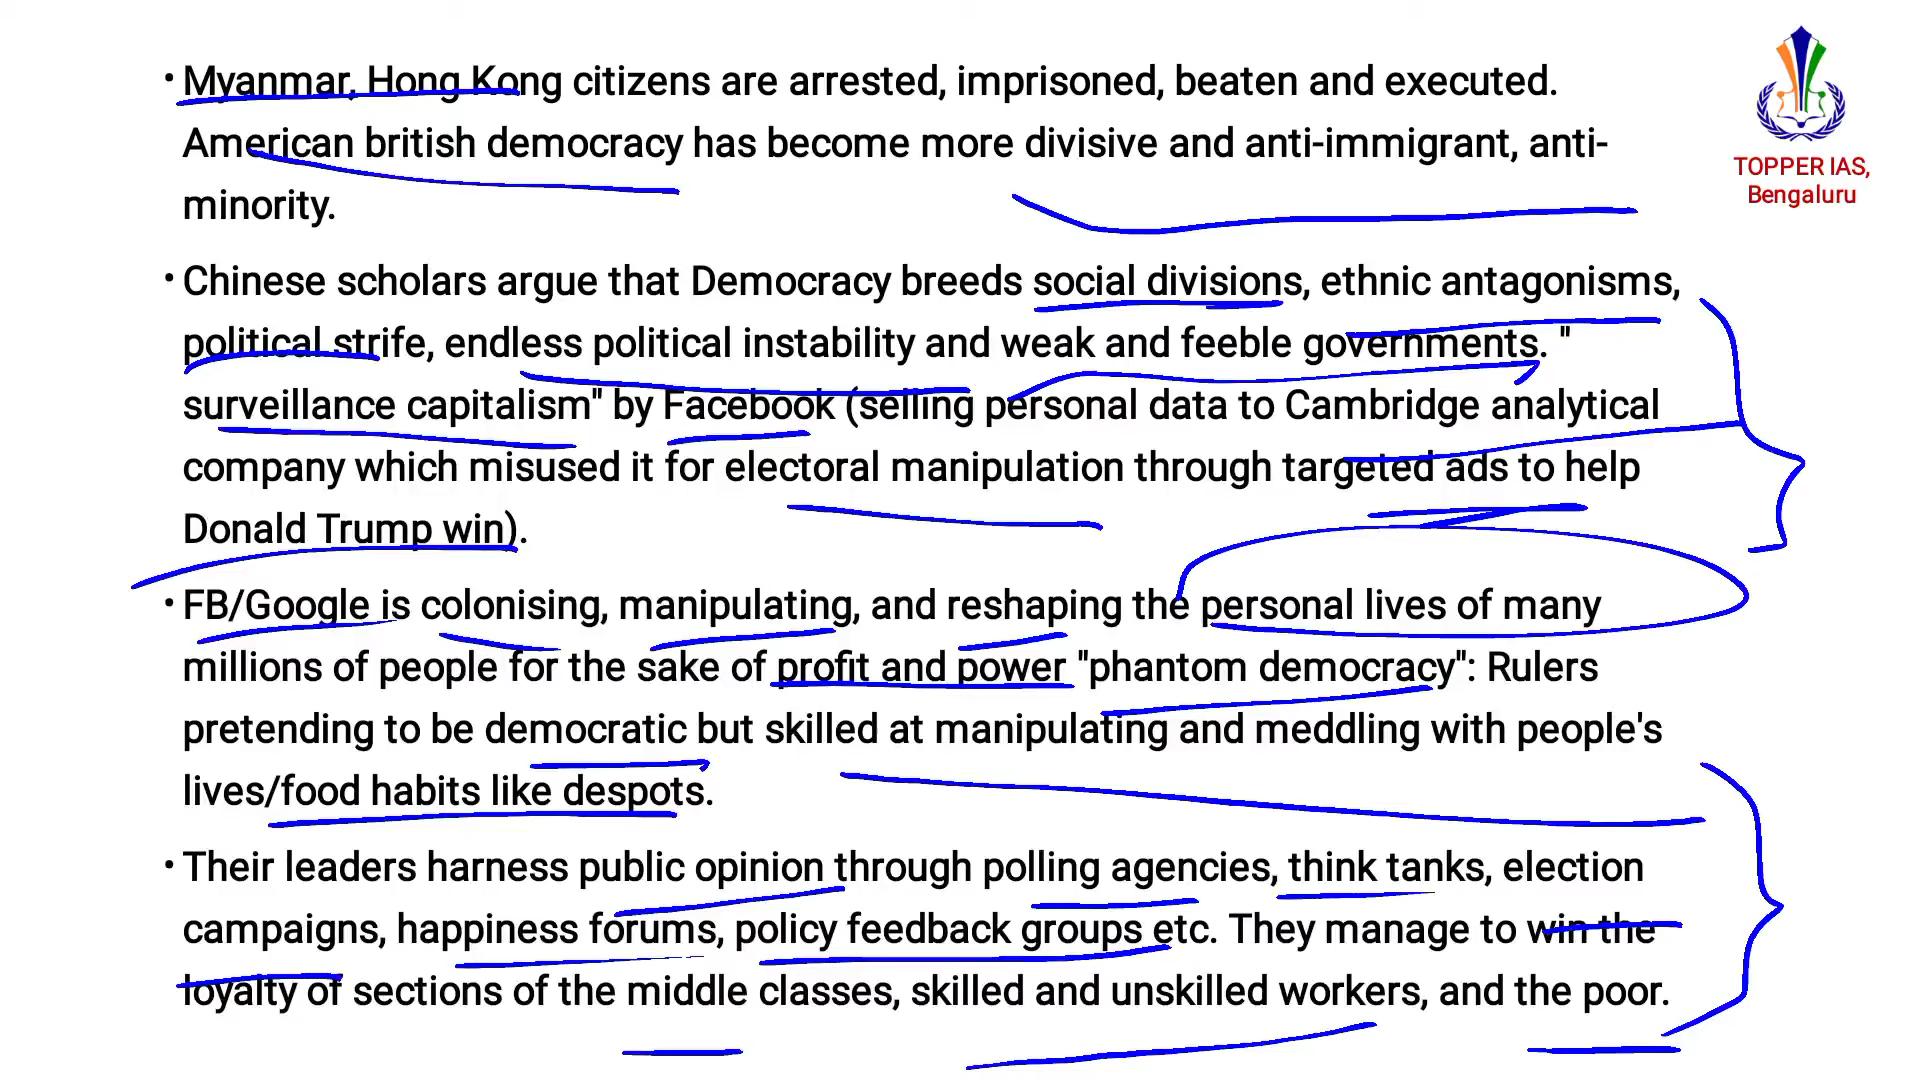 • Myanmar, Hong Kong citizens are arrested, imprisoned, beaten and executed.
American british democracy has become more divisive and anti-immigrant, anti-
minority.
• Chinese scholars argue that Democracy breeds social divisions, ethnic antagonisms,
political strife, endless political instability and weak and feeble governments. "
surveillance capitalism" by Facebook (selling personal data to Cambridge analytical
company which misused it for electoral manipulation through targeted ads to help
Donald Trump win).
• FB/Google is colonising, manipulating, and reshaping the personal lives of many
millions of people for the sake of profit and power "phantom democracy": Rulers
pretending to be democratic but skilled at manipulating and meddling with people's
lives/food habits like despots.
• Their leaders harness public opinion through polling agencies, think tanks, election
campaigns, happiness forums, policy feedback groups etc. They manage to win the
loyalty of sections of the middle classes, skilled and unskilled workers, and the poor.
TOPPER IAS,
Bengaluru